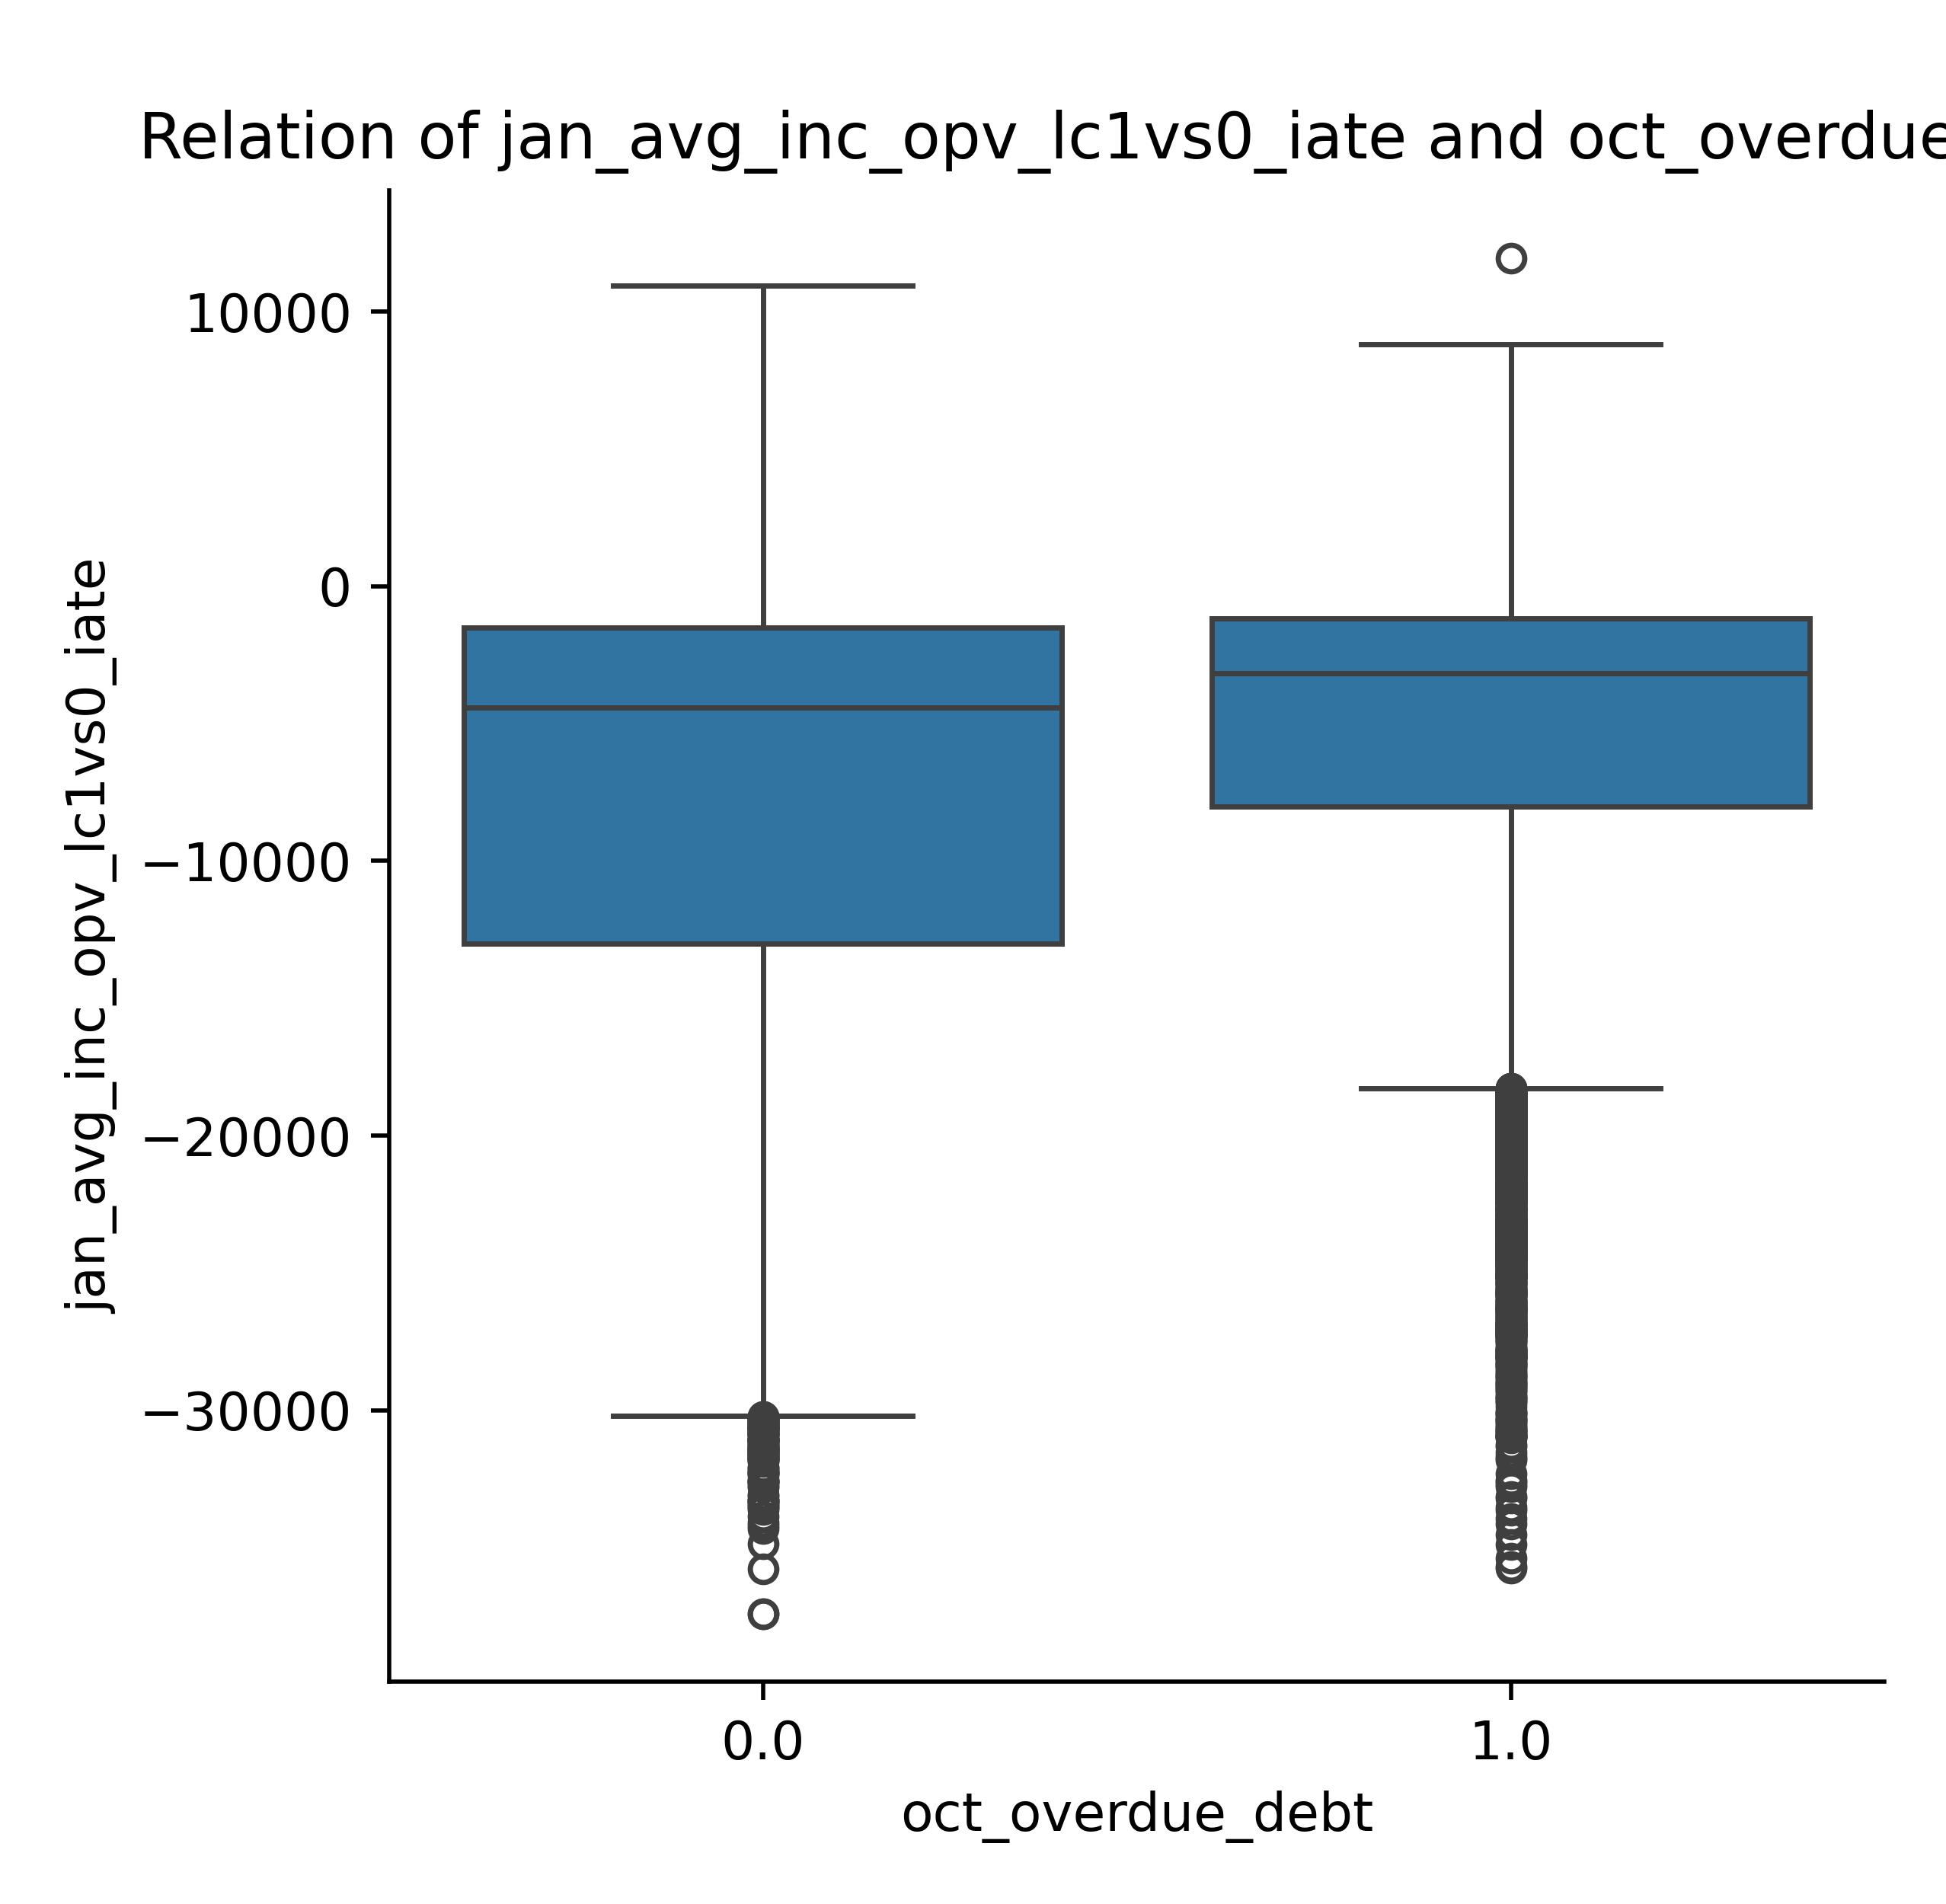 Relation of jan_avg_inc_opv_lc1vs0_iate and oct_overdue
jan_avg_inc_opv_lc1vs0_iate
10000
0
−10000
−20000
−30000
0.0
1.0
oct_overdue_debt